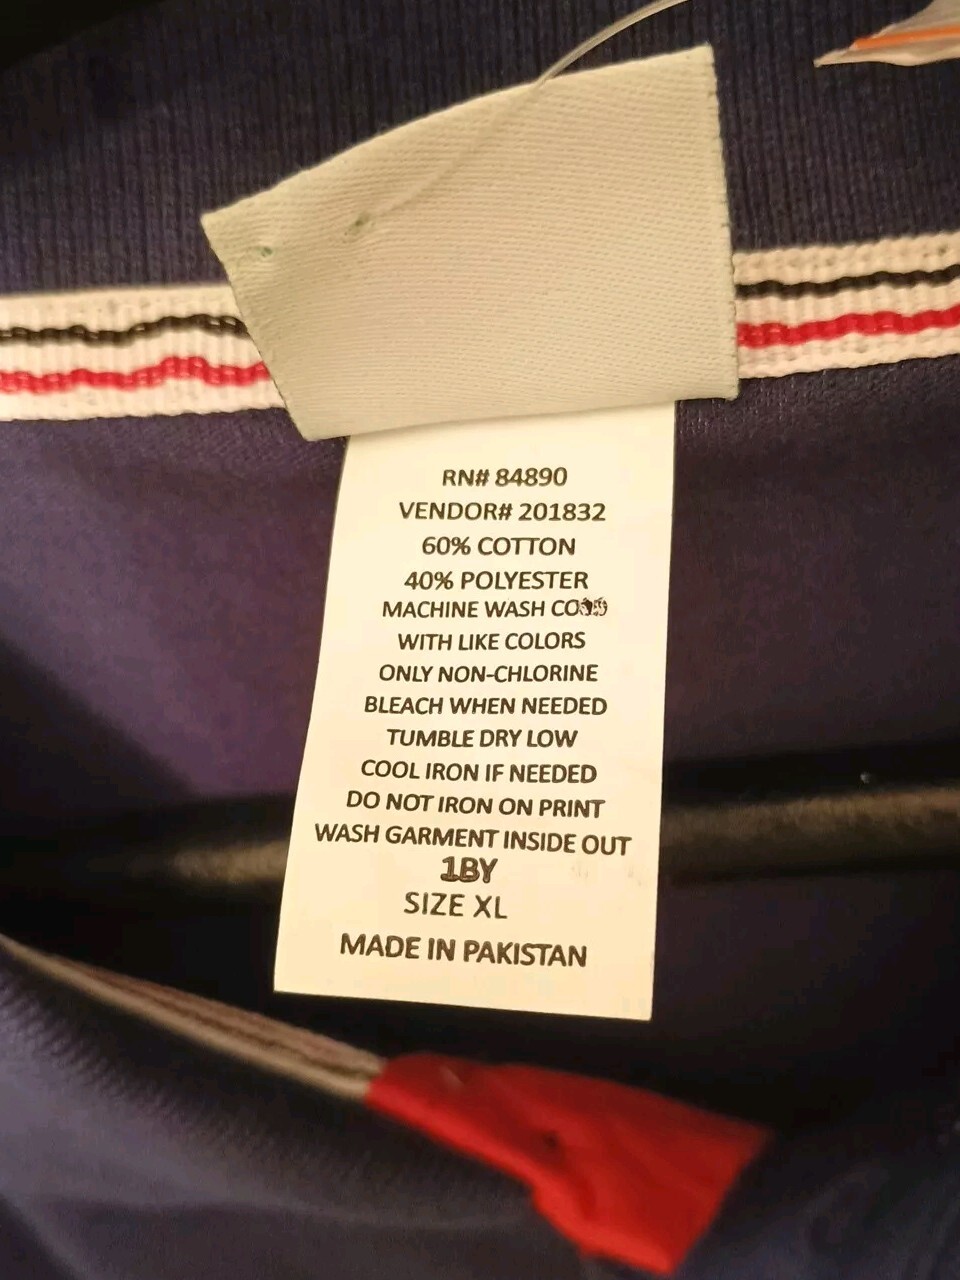 RN# 84890
VENDOR# 201832
60% COTTON
40% POLYESTER
MACHINE WASH
WITH LIKE COLORS
ONLY NON-CHLORINE
BLEACH WHEN NEEDED
TUMBLE DRY LOW
COOL IRON IF NEEDED
DO NOT IRON ON PRINT
WASH GARMENT INSIDE OUT
1BY
SIZE XL
MADE IN PAKISTAN